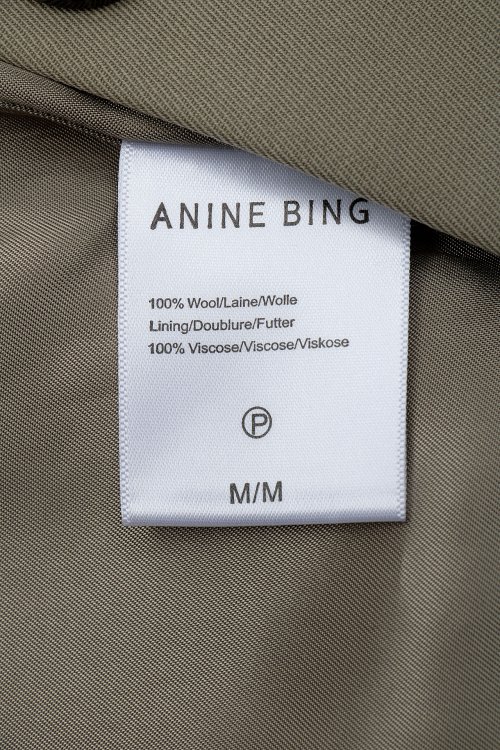 ANINE BING
100% Wool/Laine/Wolle
Lining/Doublure/Futter
100% Viscose/Viscose/Viskose
P
M/M